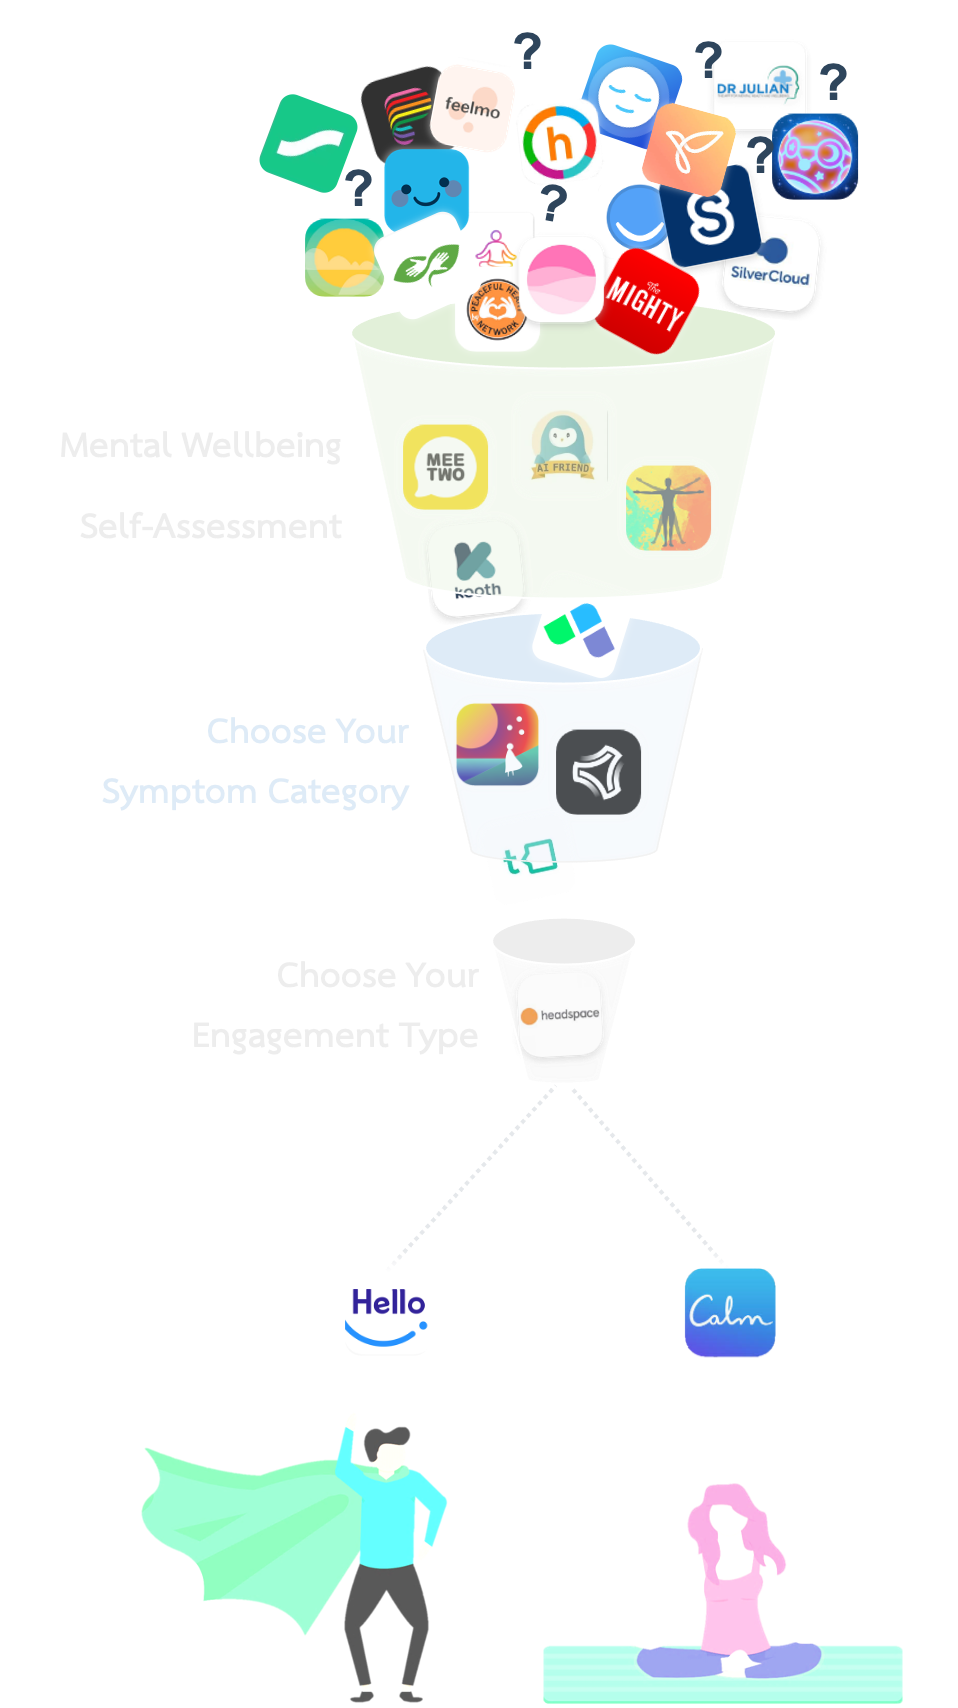 ?
?
DR JULIAN
?
feelmo
h
?
?
?
S
SilverCloud
The
MIGHTY
PEACEFUL HEART
NETWORK
Mental Wellbeing
Self-Assessment
MEE
TWO
AI FRIEND
kooth
Choose Your
Symptom Category
t
Choose Your
Engagement Type
headspace
Hello
Calm